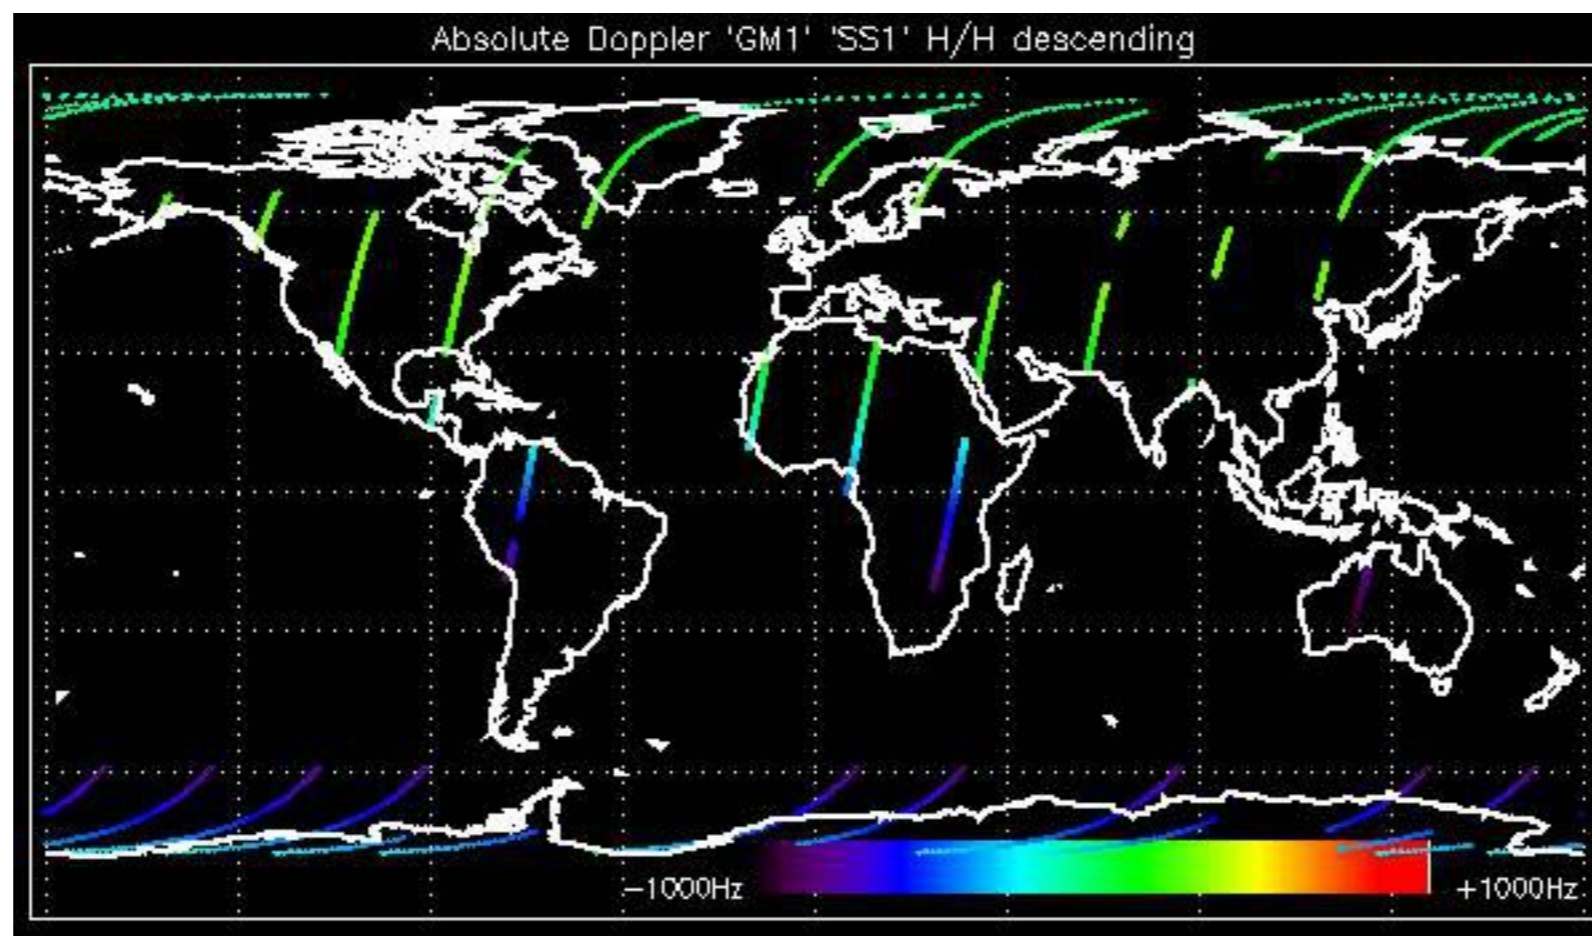 Absolute Doppler 'GM1' 'SS1' H/H descending
−1000Hz
+1000Hz